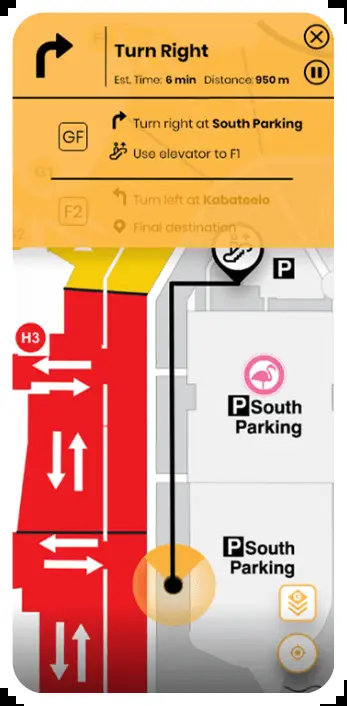 Turn Right
Est. Time: 6 min Distance: 950 m
GF
Turn right at South Parking
Use elevator to F1
F2
Turn left at Kabateelo
Final destination
P
H3
P South
Parking
P South
Parking